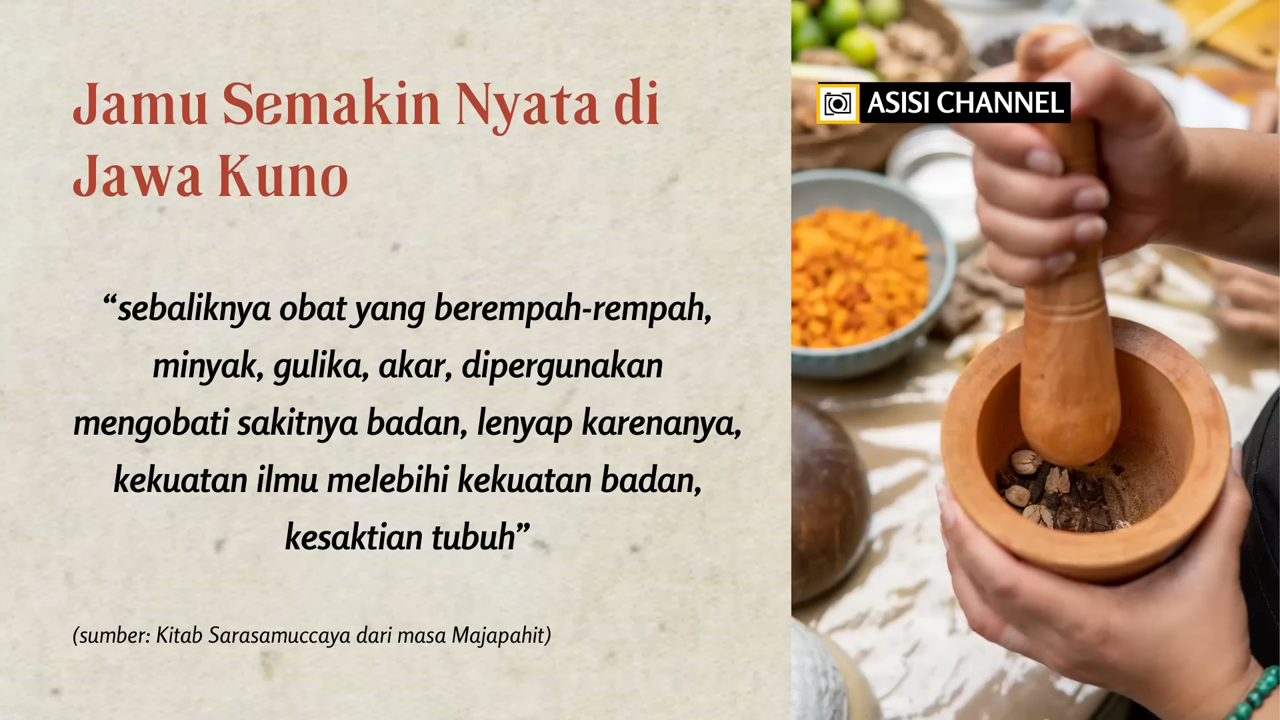 Jamu Semakin Nyata di
Jawa Kuno
“sebaliknya obat yang berempah-rempah,
minyak, gulika, akar, dipergunakan
mengobati sakitnya badan, lenyap karenanya,
kekuatan ilmu melebihi kekuatan badan,
kesaktian tubuh”
(sumber: Kitab Sarasamuccaya dari masa Majapahit)
ASISI CHANNEL